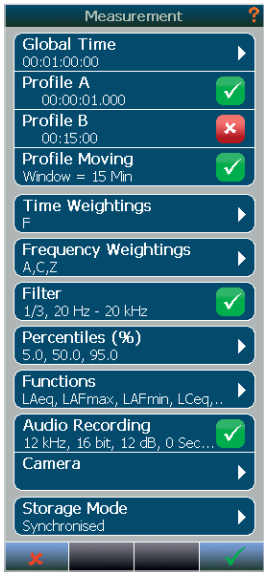 Measurement ?
Global Time
00:01:00:00
Profile A
00:00:01.000
Profile B
00:15:00
Profile Moving
Window = 15 Min
Time Weightings
F
Frequency Weightings
A,C,Z
Filter
1/3, 20 Hz - 20 kHz
Percentiles (%)
5.0, 50.0, 95.0
Functions
LAeq, LAFmax, LAFmin, LCeq,..
Audio Recording
12 kHz, 16 bit, 12 dB, 0 Sec...
Camera
Storage Mode
Synchronised